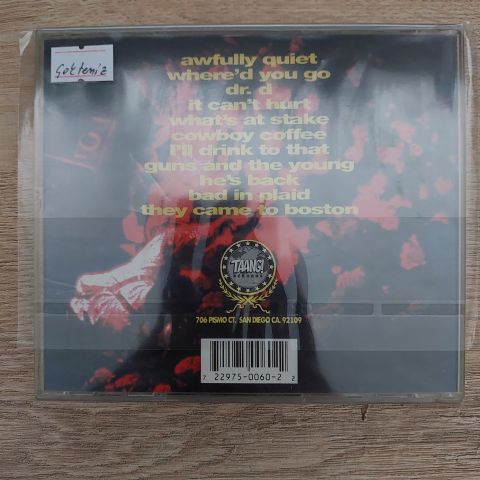 Gökteniz
awfully quiet
where'd you go
dr. d
it can't hurt
what's at stake
cowboy coffee
I'll drink to that
guns and the young
he's back
bad in plaid
they came to boston
TAANG!
RECORDS
706 PISMO CT. SAN DIEGO CA. 92109
7 22975-0060-2 2